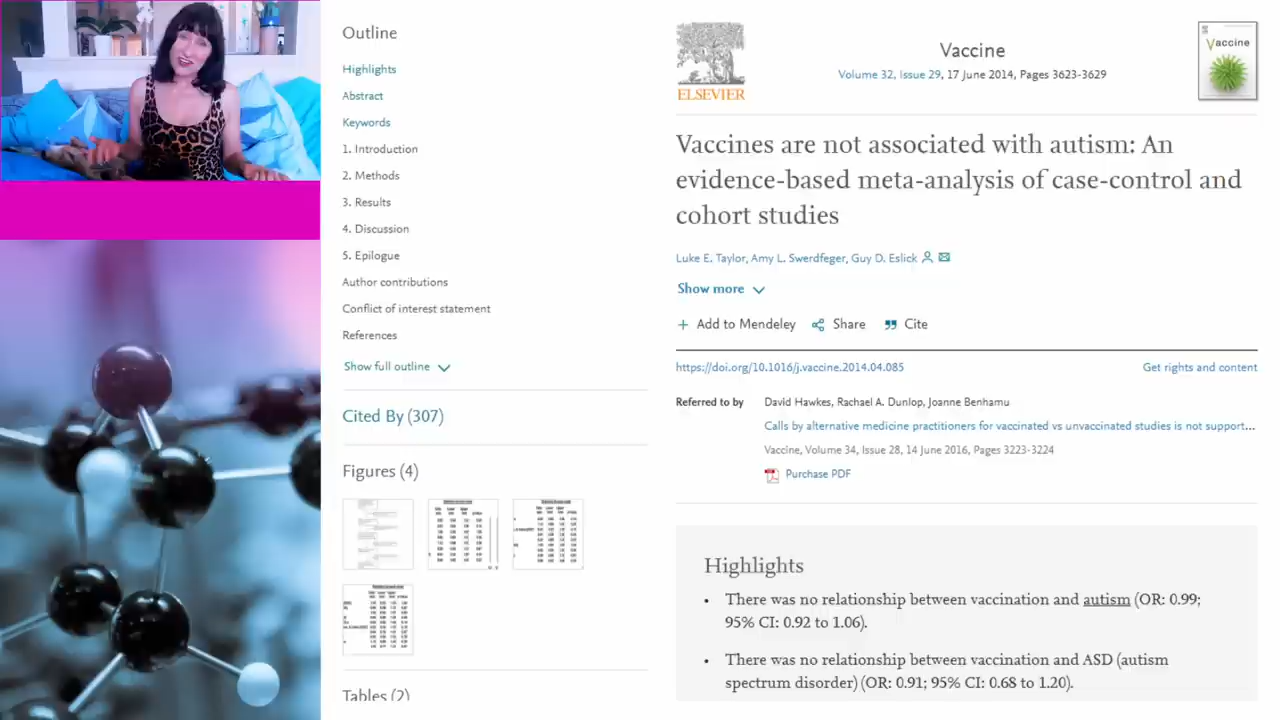 Outline
Highlights
Abstract
Keywords
1. Introduction
2. Methods
3. Results
4. Discussion
5. Epilogue
Author contributions
Conflict of interest statement
References
Show full outline
Cited By (307)
Figures (4)
Tables (2)
ELSEVIER
Vaccine
Volume 32, Issue 29, 17 June 2014, Pages 3623-3629
Vaccine
Vaccines are not associated with autism: An
evidence-based meta-analysis of case-control and
cohort studies
Luke E. Taylor, Amy L. Swerdfeger, Guy D. Eslick
Show more
+ Add to Mendeley Share Cite
https://doi.org/10.1016/j.vaccine.2014.04.085 Get rights and content
Referred to by David Hawkes, Rachael A. Dunlop, Joanne Benhamu
Calls by alternative medicine practitioners for vaccinated vs unvaccinated studies is not support...
Vaccine, Volume 34, Issue 28, 14 June 2016, Pages 3223-3224
Purchase PDF
Highlights
• There was no relationship between vaccination and autism (OR: 0.99;
95% CI: 0.92 to 1.06).
• There was no relationship between vaccination and ASD (autism
spectrum disorder) (OR: 0.91; 95% CI: 0.68 to 1.20).